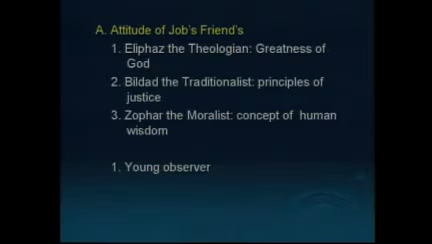 A. Attitude of Job's Friend's
1. Eliphaz the Theologian: Greatness of
God
2. Bildad the Traditionalist: principles of
justice
3. Zophar the Moralist: concept of human
wisdom
1. Young observer